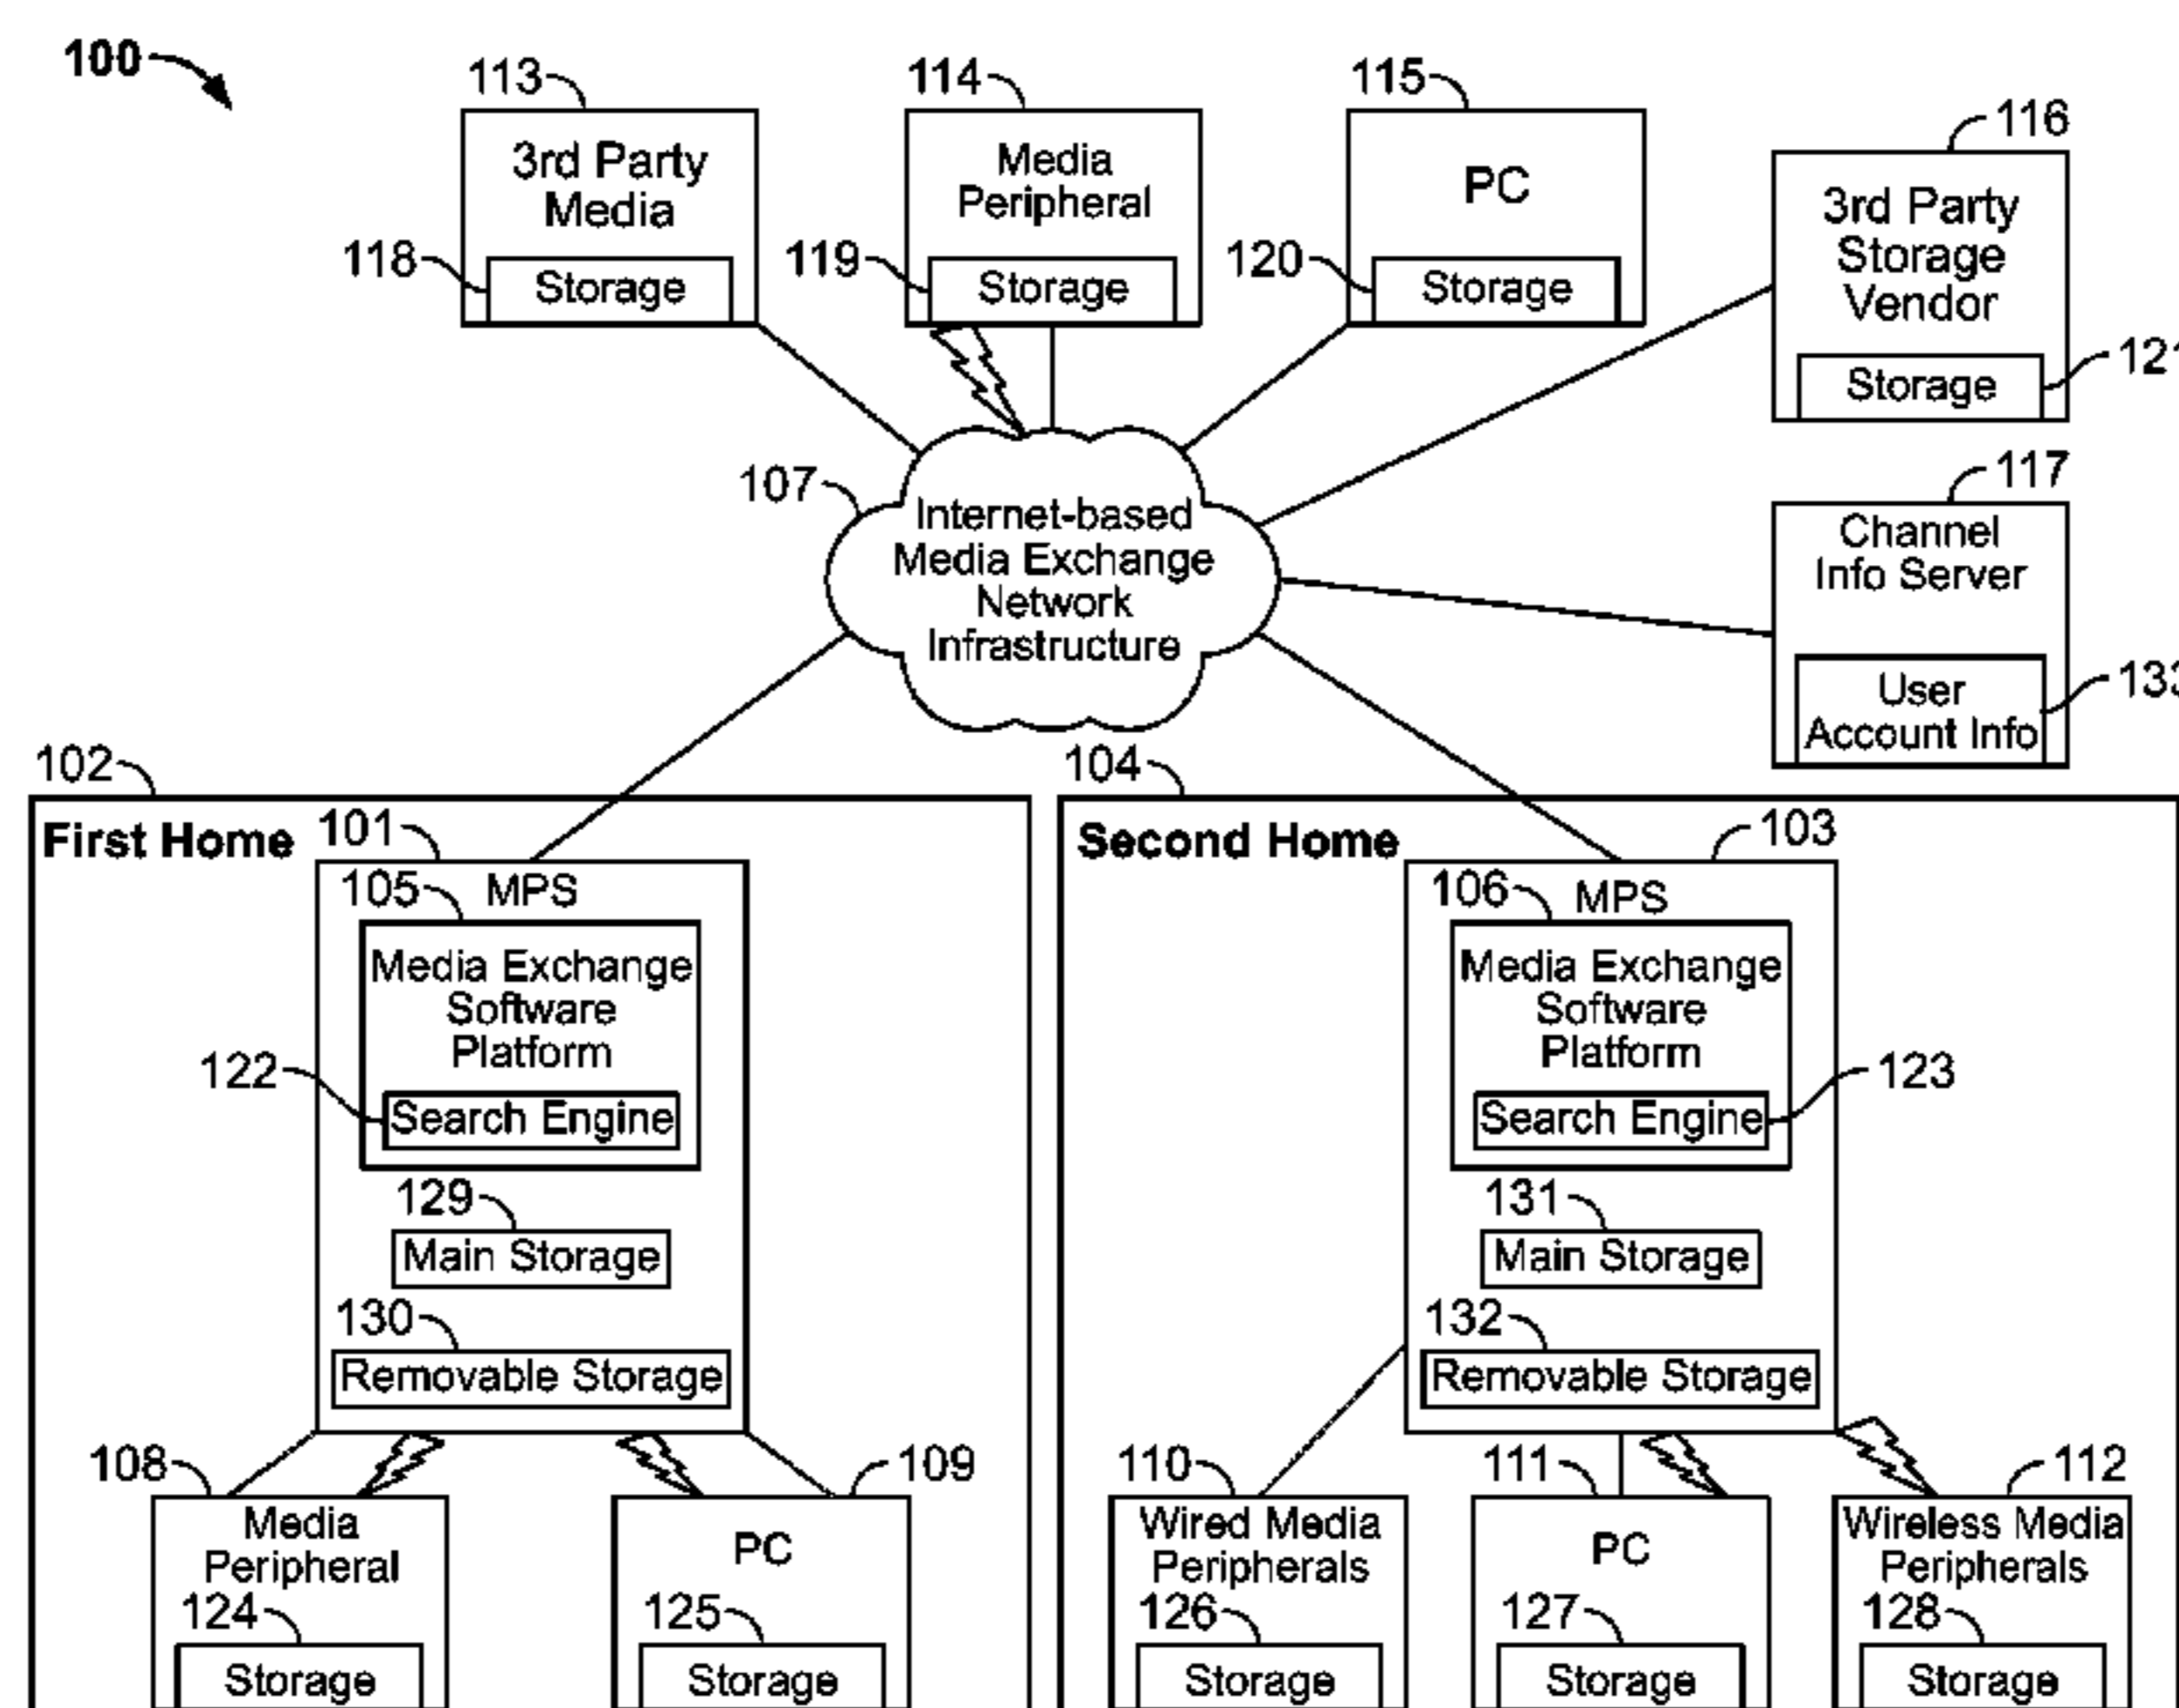 100
113
114
115
116
3rd Party
Media
Media
Peripheral
PC
3rd Party
Storage
Vendor
118
Storage
119
Storage
120
Storage
Storage
117
107
Internet-based
Media Exchange
Network
Infrastructure
Channel
Info Server
User
Account Info
102
104
First Home
101
MPS
105
Media Exchange
Software
Platform
122
Search Engine
129
Main Storage
130
Removable Storage
108
Media
Peripheral
124
Storage
109
PC
125
Storage
Second Home
103
MPS
106
Media Exchange
Software
Platform
123
Search Engine
131
Main Storage
132
Removable Storage
110
Wired Media
Peripherals
126
Storage
111
PC
127
Storage
112
Wireless Media
Peripherals
128
Storage